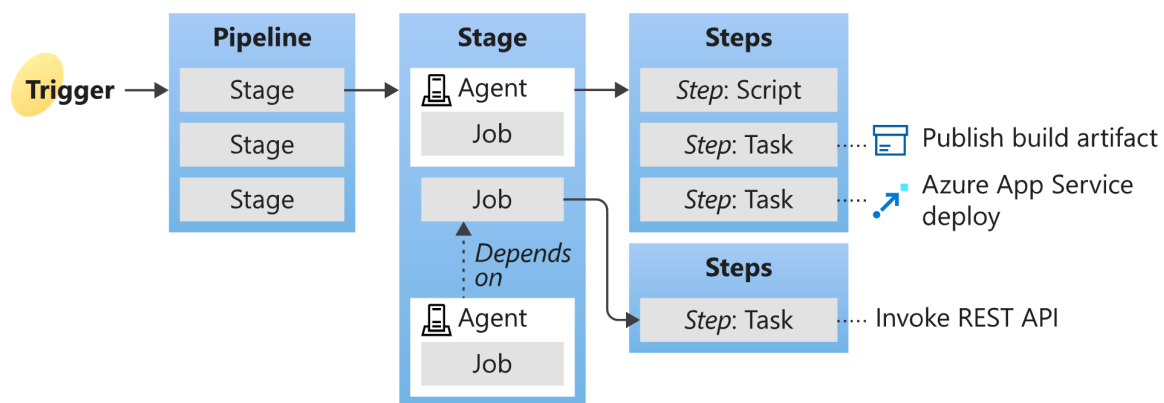 Trigger
Pipeline
Stage
Stage
Stage
Stage
Agent
Job
Job
Depends
on
Agent
Job
Steps
Step: Script
Step: Task
Publish build artifact
Step: Task
Azure App Service
deploy
Steps
Step: Task
Invoke REST API